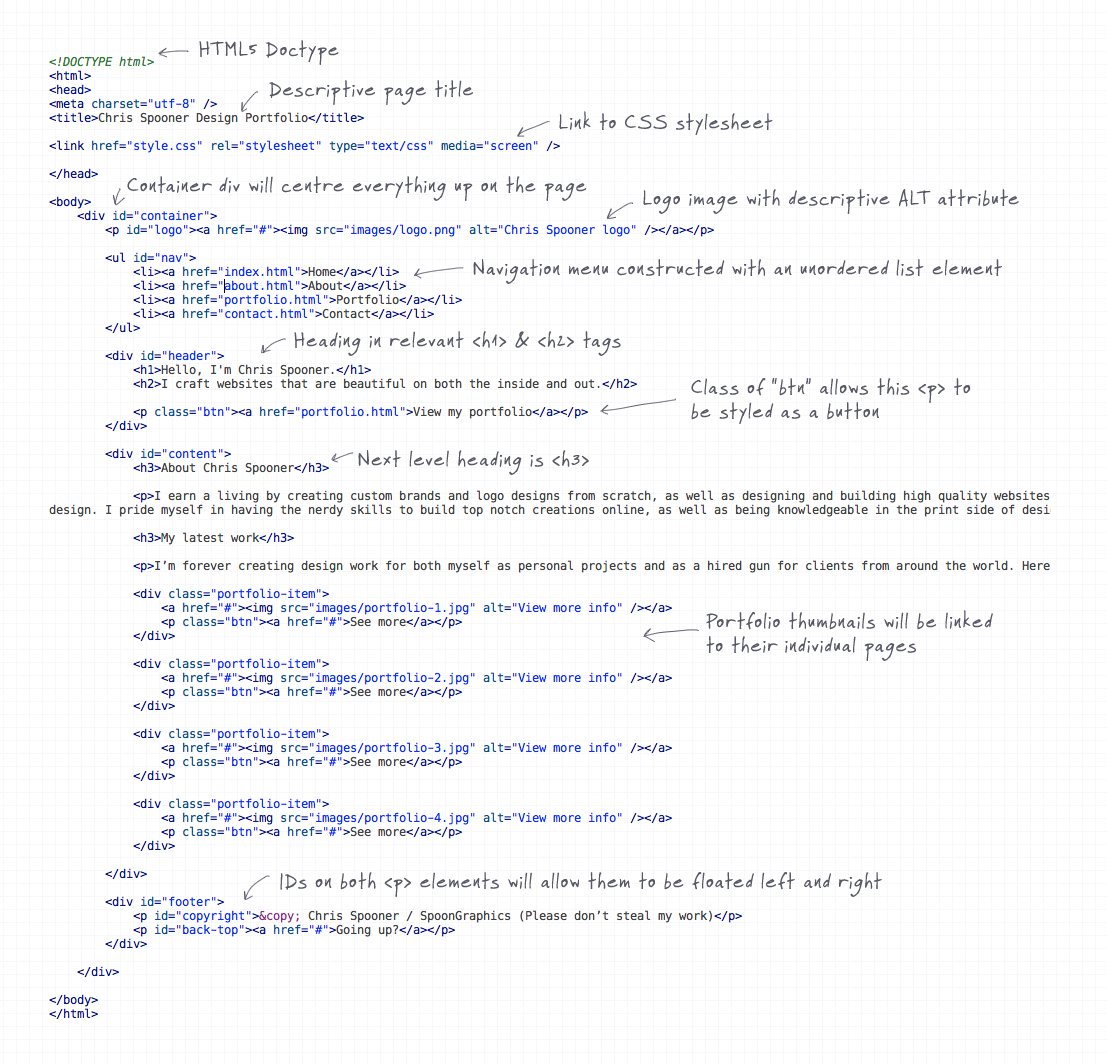 <!DOCTYPE html>
HTML5 Doctype
<html>
<head>
Descriptive page title
<meta charset="utf-8" />
<title>Chris Spooner Design Portfolio</title>
Link to CSS stylesheet
<link href="style.css" rel="stylesheet" type="text/css" media="screen" />
</head>
Container div will centre everything up on the page
<body>
Logo image with descriptive ALT attribute
<div id="container">
<p id="logo"><a href="#"><img src="images/logo.png" alt="Chris Spooner logo" /></a></p>
<ul id="nav">
<li><a href="index.html">Home</a></li>
Navigation menu constructed with an unordered list element
<li><a href="about.html">About</a></li>
<li><a href="portfolio.html">Portfolio</a></li>
<li><a href="contact.html">Contact</a></li>
</ul>
Heading in relevant <h1> & <h2> tags
<div id="header">
<h1>Hello, I'm Chris Spooner.</h1>
<h2>I craft websites that are beautiful on both the inside and out.</h2>
Class of "btn" allows this <p> to
be styled as a button
<p class="btn"><a href="portfolio.html">View my portfolio</a></p>
</div>
<div id="content">
Next level heading is <h3>
<h3>About Chris Spooner</h3>
<p>I earn a living by creating custom brands and logo designs from scratch, as well as designing and building high quality websites
design. I pride myself in having the nerdy skills to build top notch creations online, as well as being knowledgeable in the print side of desi
<h3>My latest work</h3>
<p>I’m forever creating design work for both myself as personal projects and as a hired gun for clients from around the world. Here
<div class="portfolio-item">
<a href="#"><img src="images/portfolio-1.jpg" alt="View more info" /></a>
<p class="btn"><a href="#">See more</a></p>
</div>
Portfolio thumbnails will be linked
to their individual pages
<div class="portfolio-item">
<a href="#"><img src="images/portfolio-2.jpg" alt="View more info" /></a>
<p class="btn"><a href="#">See more</a></p>
</div>
<div class="portfolio-item">
<a href="#"><img src="images/portfolio-3.jpg" alt="View more info" /></a>
<p class="btn"><a href="#">See more</a></p>
</div>
<div class="portfolio-item">
<a href="#"><img src="images/portfolio-4.jpg" alt="View more info" /></a>
<p class="btn"><a href="#">See more</a></p>
</div>
</div>
IDs on both <p> elements will allow them to be floated left and right
<div id="footer">
<p id="copyright">&copy; Chris Spooner / SpoonGraphics (Please don’t steal my work)</p>
<p id="back-top"><a href="#">Going up?</a></p>
</div>
</div>
</body>
</html>